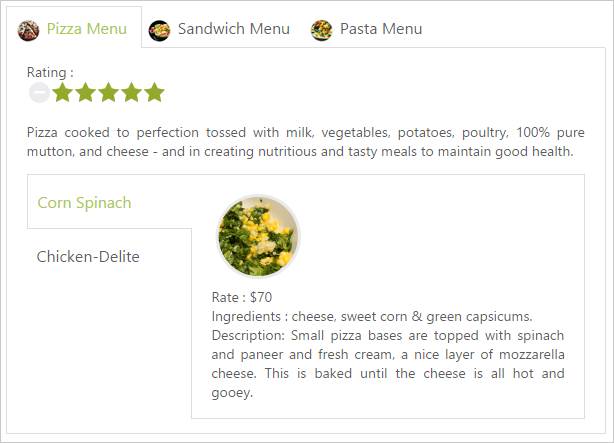 Pizza Menu Sandwich Menu Pasta Menu
Rating :
Pizza cooked to perfection tossed with milk, vegetables, potatoes, poultry, 100% pure
mutton, and cheese - and in creating nutritious and tasty meals to maintain good health.
Corn Spinach
Chicken-Delite
Rate : $70
Ingredients : cheese, sweet corn & green capsicums.
Description: Small pizza bases are topped with spinach
and paneer and fresh cream, a nice layer of mozzarella
cheese. This is baked until the cheese is all hot and
gooey.